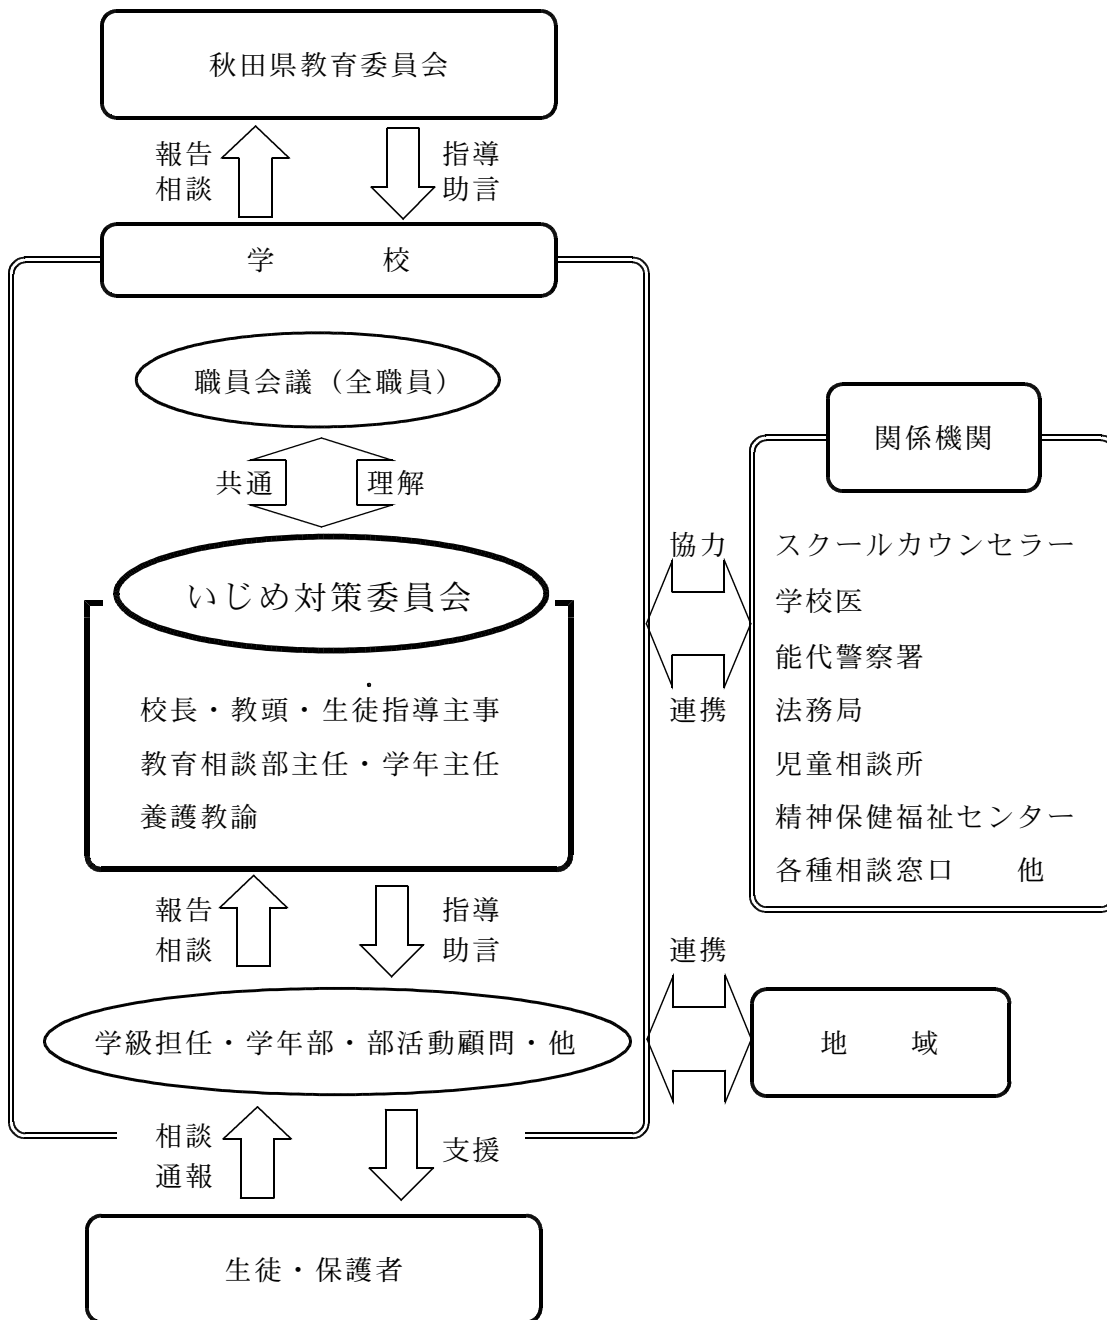 秋田県教育委員会
報告
相談
指導
助言
学　　　校
職員会議（全職員）
共通
理解
いじめ対策委員会
校長・教頭・生徒指導主事
教育相談部主任・学年主任
養護教諭
報告
相談
指導
助言
学級担任・学年部・部活動顧問・他
相談
通報
支援
生徒・保護者
協力
連携
関係機関
スクールカウンセラー
学校医
能代警察署
法務局
児童相談所
精神保健福祉センター
各種相談窓口　　他
連携
地　　域